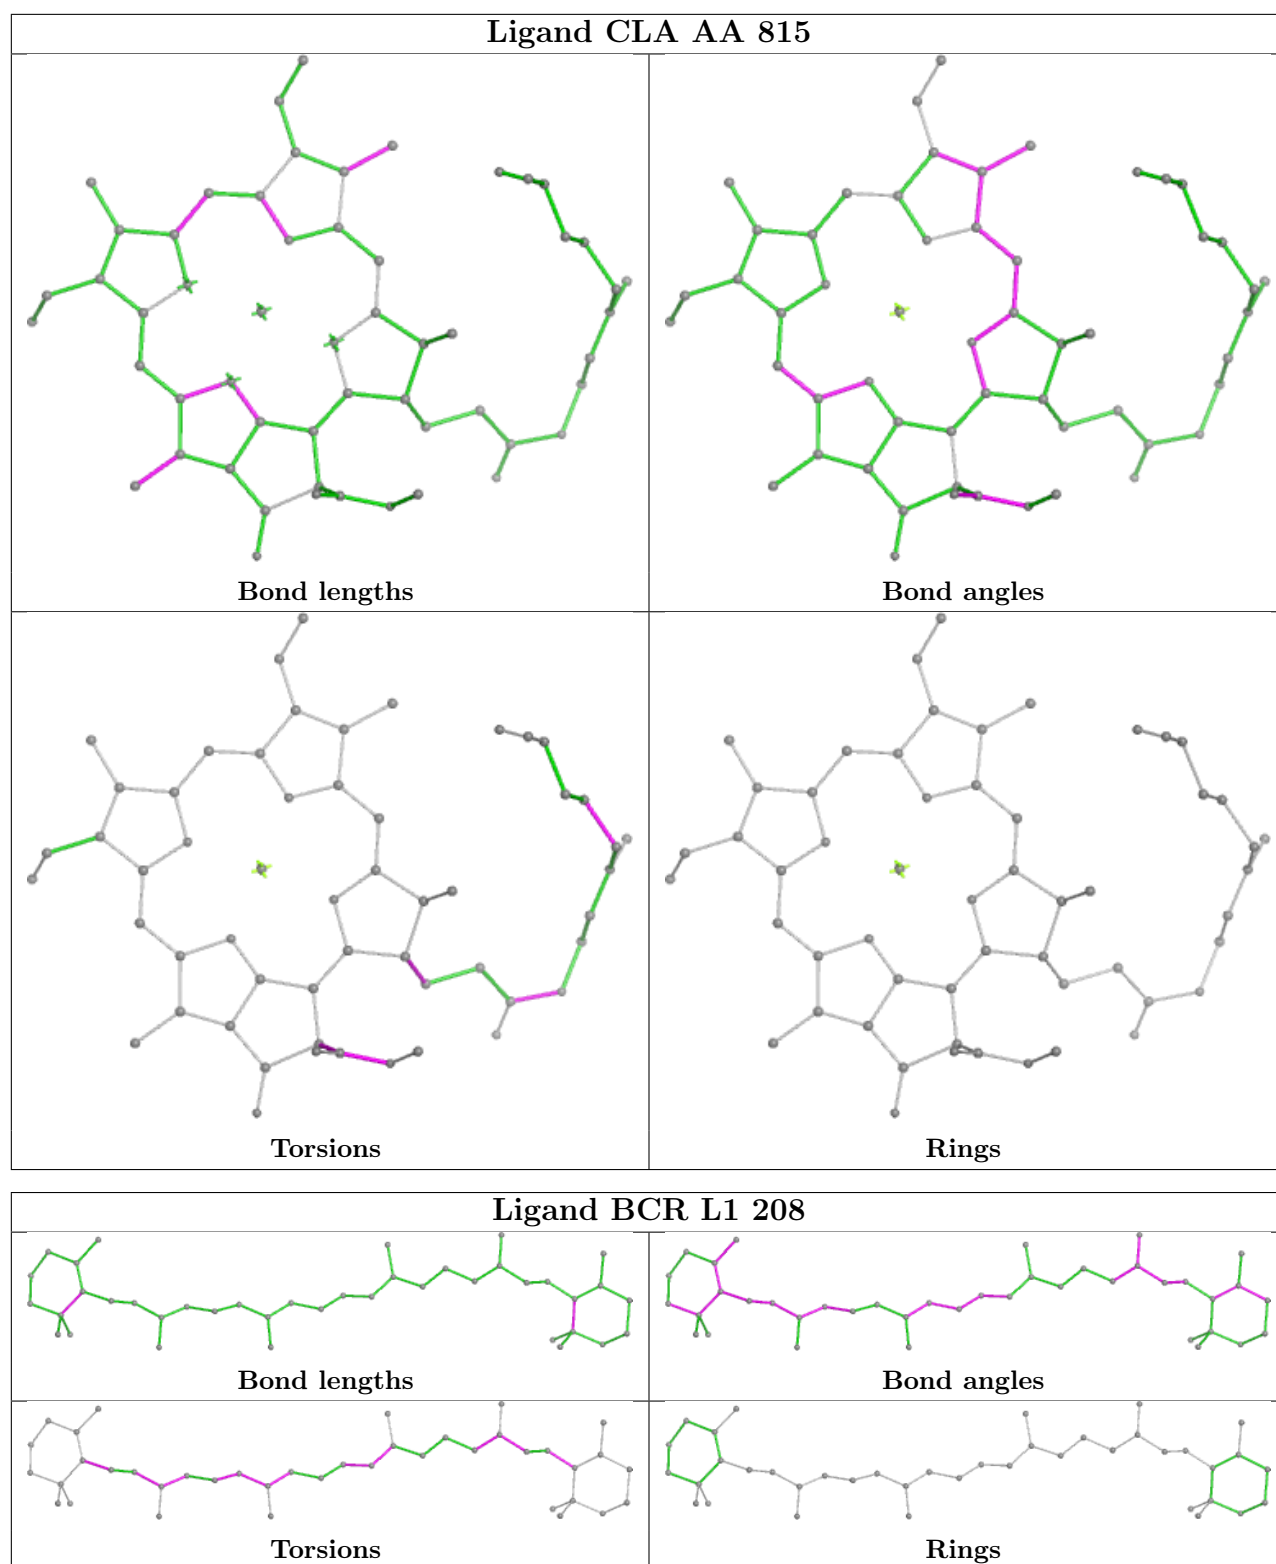 Ligand CLA AA 815
Bond lengths
Bond angles
Torsions
Rings
Ligand BCR L1 208
Bond lengths
Bond angles
Torsions
Rings